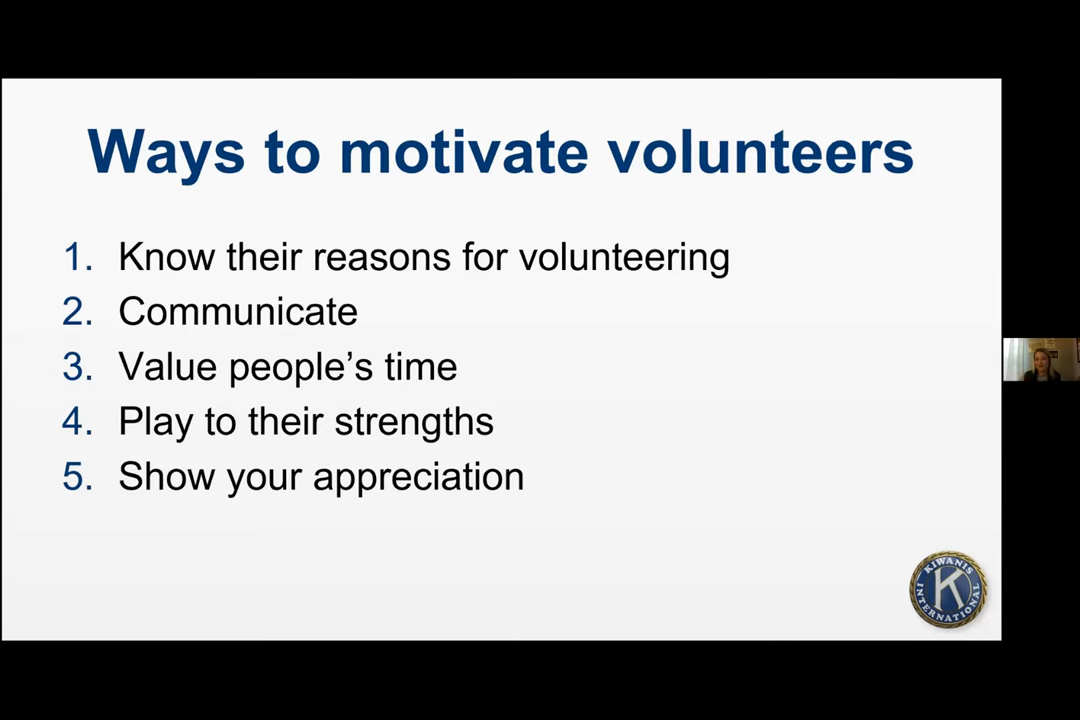 Ways to motivate volunteers
1. Know their reasons for volunteering
2. Communicate
3. Value people’s time
4. Play to their strengths
5. Show your appreciation
KIWANIS
K
INTERNATIONAL